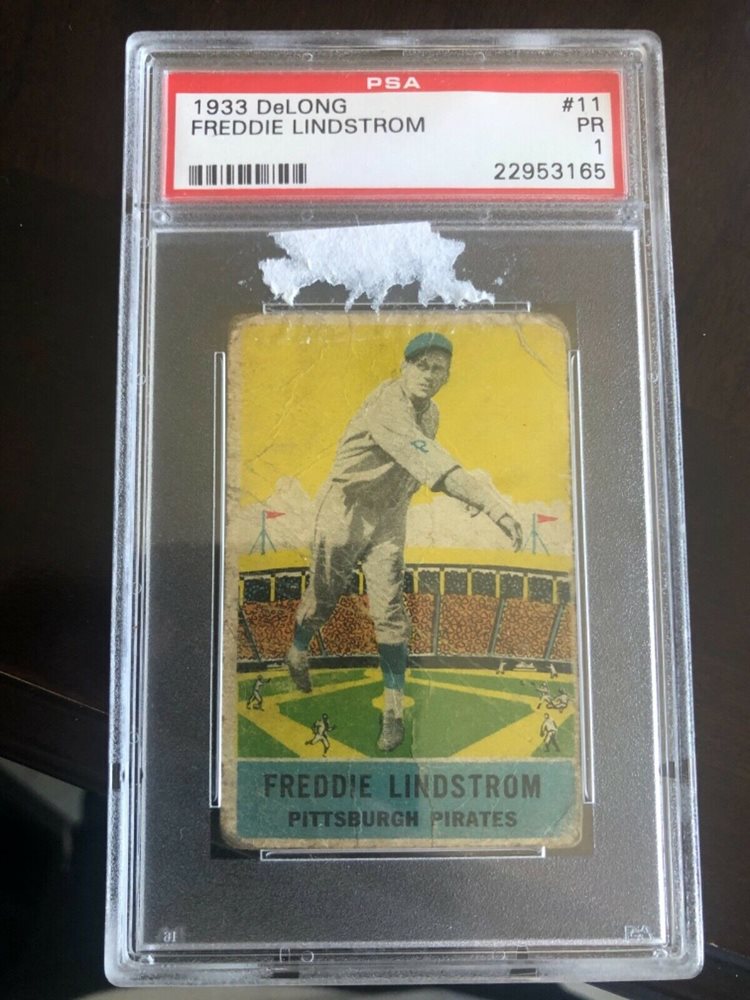 PSA
1933 DeLONG #11
FREDDIE LINDSTROM PR
1
22953165
FREDDIE LINDSTROM
PITTSBURGH PIRATES